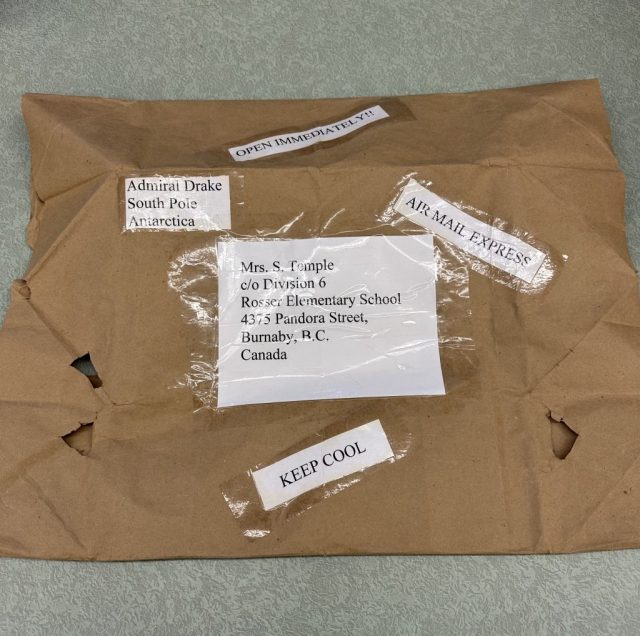 OPEN IMMEDIATELY!!
Admiral Drake
South Pole
Antarctica
AIR MAIL EXPRESS
Mrs. S. Temple
c/o Division 6
Rosser Elementary School
4375 Pandora Street,
Burnaby, B.C.
Canada
KEEP COOL